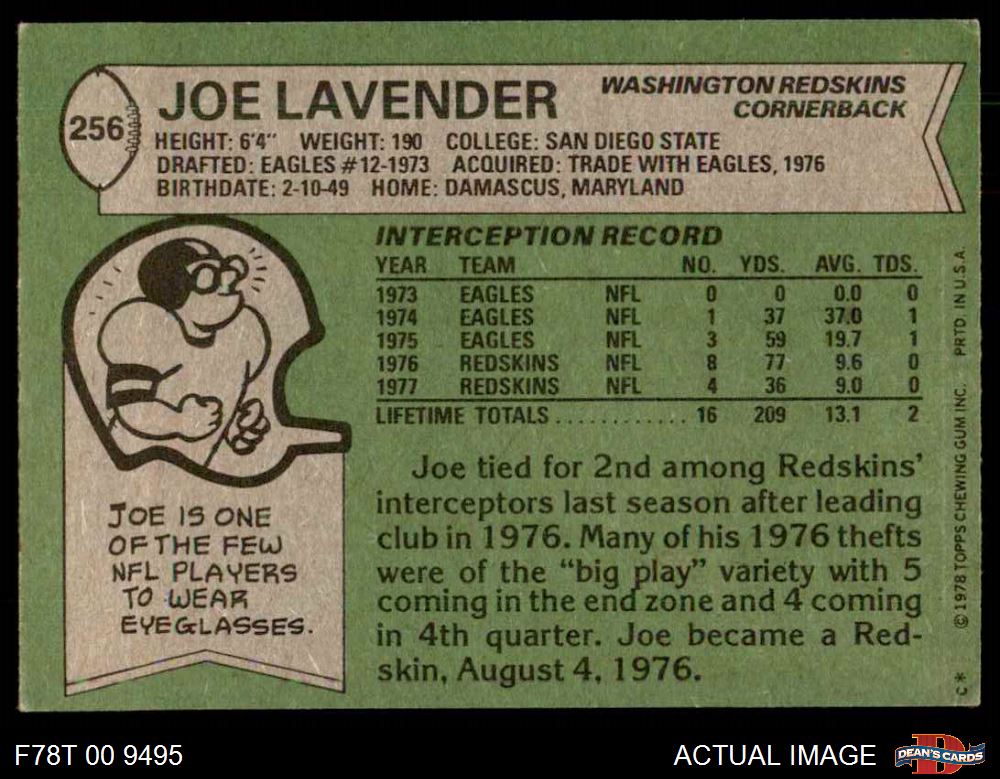 256
JOE LAVENDER
WASHINGTON REDSKINS
CORNERBACK
HEIGHT: 6'4" WEIGHT: 190 COLLEGE: SAN DIEGO STATE
DRAFTED: EAGLES #12-1973 ACQUIRED: TRADE WITH EAGLES, 1976
BIRTHDATE: 2-10-49 HOME: DAMASCUS, MARYLAND
INTERCEPTION RECORD
YEAR TEAM NO. YDS. AVG. TDS.
1973 EAGLES NFL 0 0 0.0 0
1974 EAGLES NFL 1 37 37.0 1
1975 EAGLES NFL 3 59 19.7 1
1976 REDSKINS NFL 8 77 9.6 0
1977 REDSKINS NFL 4 36 9.0 0
LIFETIME TOTALS ............ 16 209 13.1 2
Joe tied for 2nd among Redskins'
interceptors last season after leading
club in 1976. Many of his 1976 thefts
were of the "big play" variety with 5
coming in the end zone and 4 coming
in 4th quarter. Joe became a Red-
skin, August 4, 1976.
JOE IS ONE
OF THE FEW
NFL PLAYERS
TO WEAR
EYEGLASSES.
C* © 1978 TOPPS CHEWING GUM INC. PRTD. IN U.S.A.
F78T 00 9495
ACTUAL IMAGE
D
DEAN'S CARDS